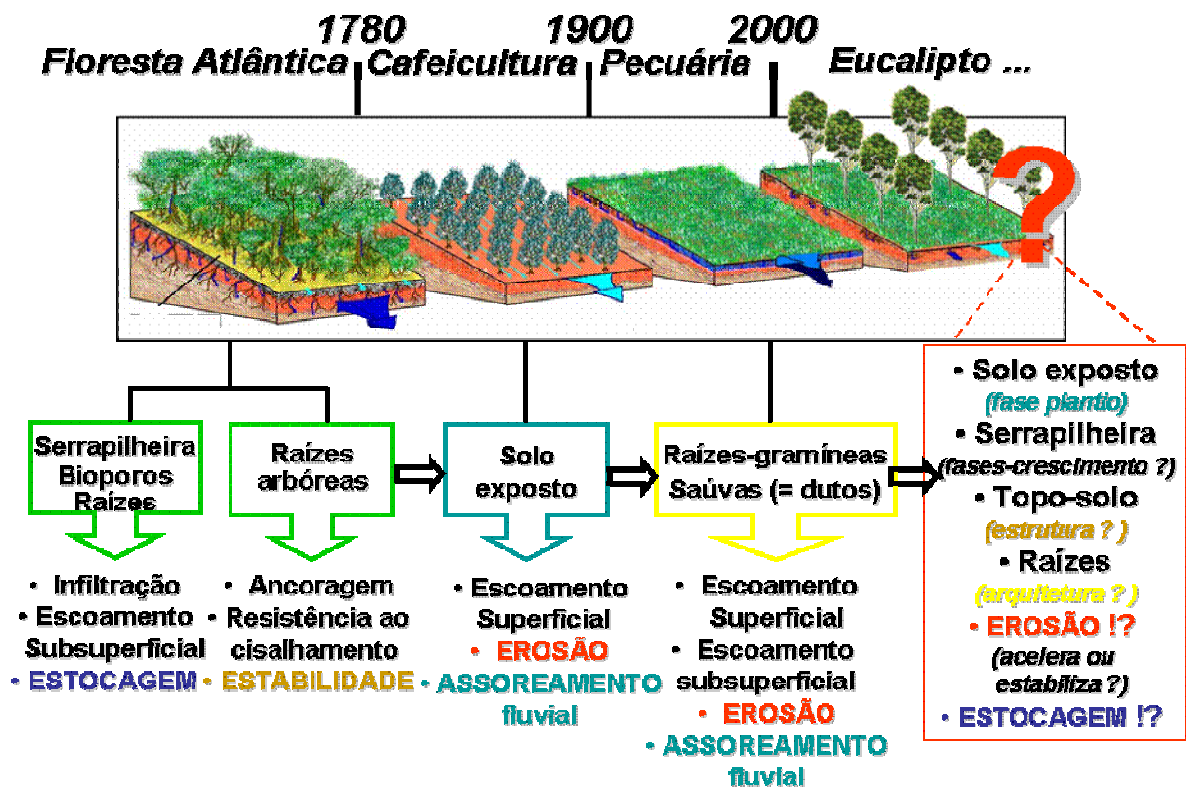 1780 1900 2000
Floresta Atlântica Cafeicultura Pecuária Eucalipto ...
?
Serrapilheira
Bioporos
Raízes
• Infiltração
• Escoamento
Subsuperficial
• ESTOCAGEM
Raízes
arbóreas
• Ancoragem
• Resistência ao
cisalhamento
• ESTABILIDADE
Solo
exposto
• Escoamento
Superficial
• EROSÃO
• ASSOREAMENTO
fluvial
Raízes-gramíneas
Saúvas (= dutos)
• Escoamento
Superficial
• Escoamento
subsuperficial
• EROSÃO
• ASSOREAMENTO
fluvial
• Solo exposto
(fase plantio)
• Serrapilheira
(fases-crescimento ?)
• Topo-solo
(estrutura ? )
• Raízes
(arquitetura ? )
• EROSÃO !?
(acelera ou
estabiliza ?)
• ESTOCAGEM !?